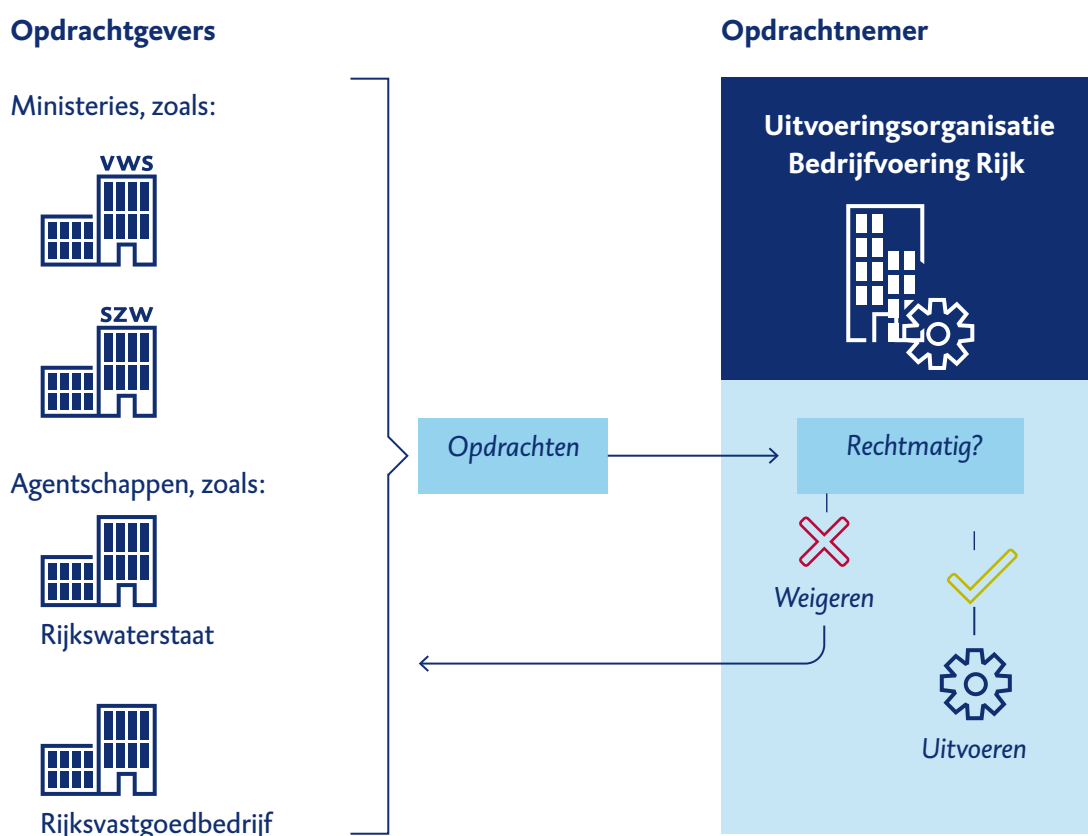 Opdrachtgevers
Ministeries, zoals:
VWS
SZW
Agentschappen, zoals:
Rijkswaterstaat
Rijksvastgoedbedrijf
Opdrachten
Opdrachtnemer
Uitvoeringsorganisatie
Bedrijfvoering Rijk
Rechtmatig?
Weigeren
Uitvoeren